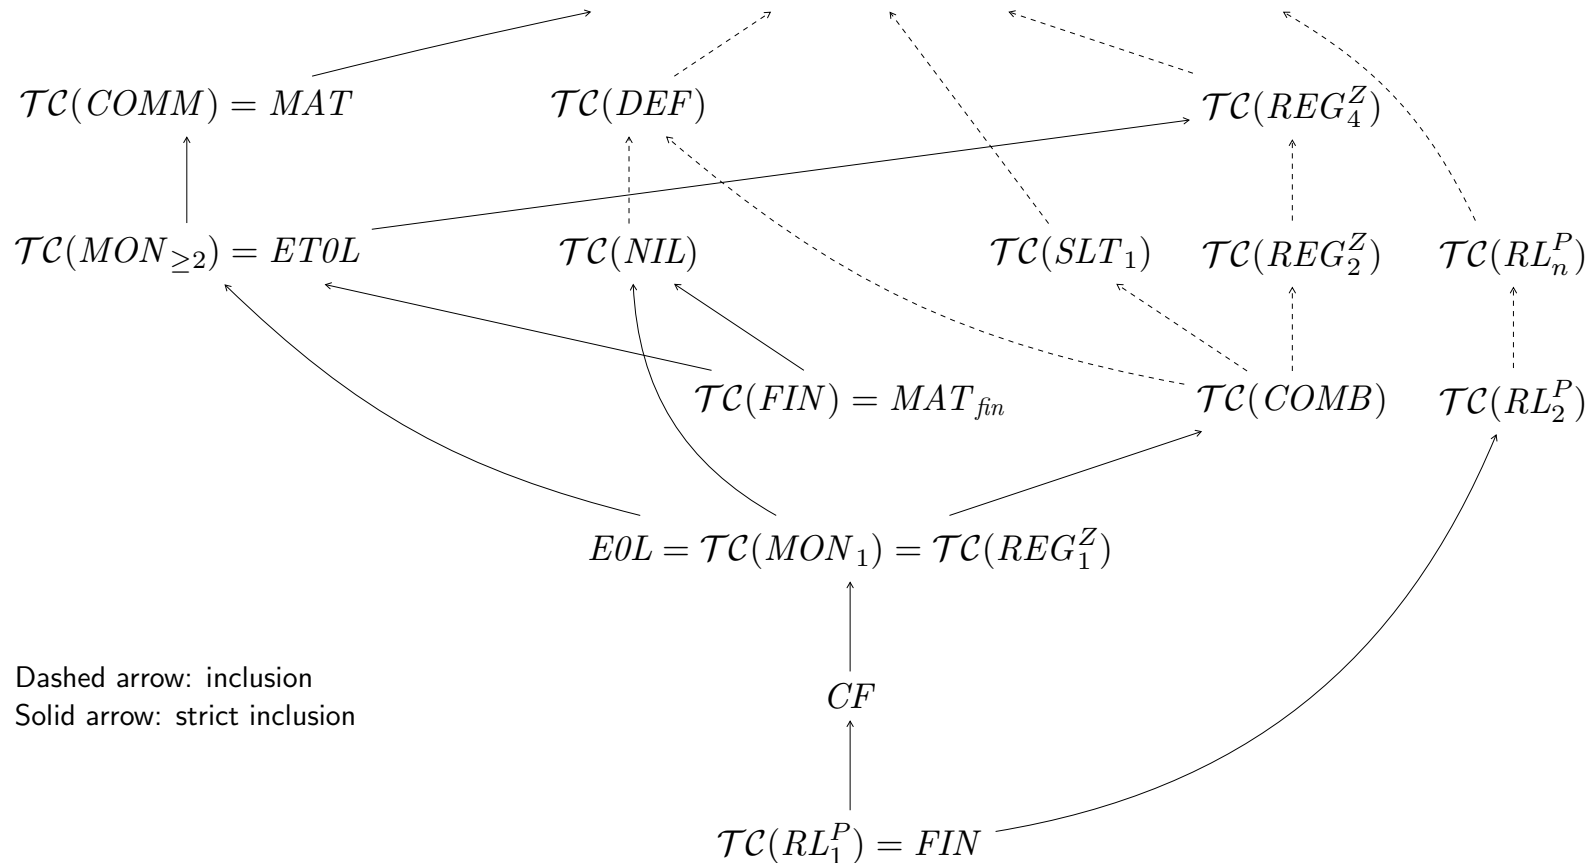 𝒯𝒞(COMM) = MAT 𝒯𝒞(DEF) 𝒯𝒞(REG_4^Z)
𝒯𝒞(MON_{≥2}) = ET0L 𝒯𝒞(NIL) 𝒯𝒞(SLT_1) 𝒯𝒞(REG_2^Z) 𝒯𝒞(RL_n^P)
𝒯𝒞(FIN) = MAT_{fin} 𝒯𝒞(COMB) 𝒯𝒞(RL_2^P)
E0L = 𝒯𝒞(MON_1) = 𝒯𝒞(REG_1^Z)
Dashed arrow: inclusion
Solid arrow: strict inclusion
CF
𝒯𝒞(RL_1^P) = FIN